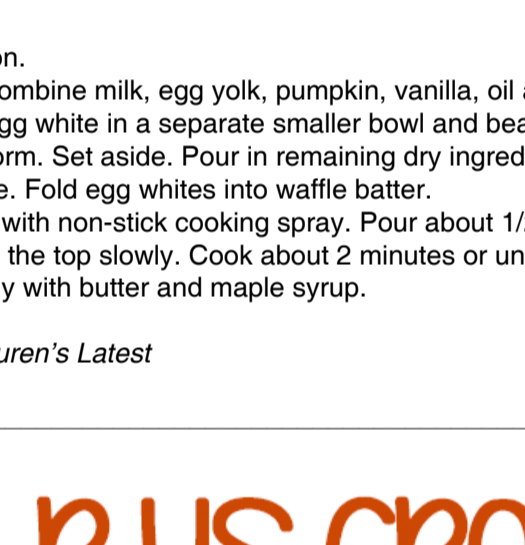 on.
ombine milk, egg yolk, pumpkin, vanilla, oil
gg white in a separate smaller bowl and bea
orm. Set aside. Pour in remaining dry ingred
e. Fold egg whites into waffle batter.
with non-stick cooking spray. Pour about 1/
the top slowly. Cook about 2 minutes or un
y with butter and maple syrup.
uren's Latest